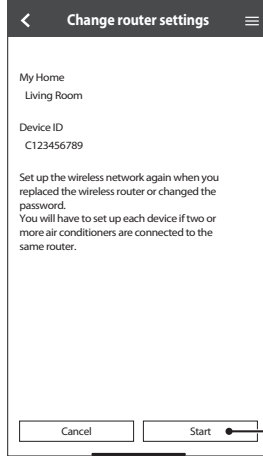 Change router settings
My Home
Living Room
Device ID
C123456789
Set up the wireless network again when you
replaced the wireless router or changed the
password.
You will have to set up each device if two or
more air conditioners are connected to the
same router.
Cancel
Start